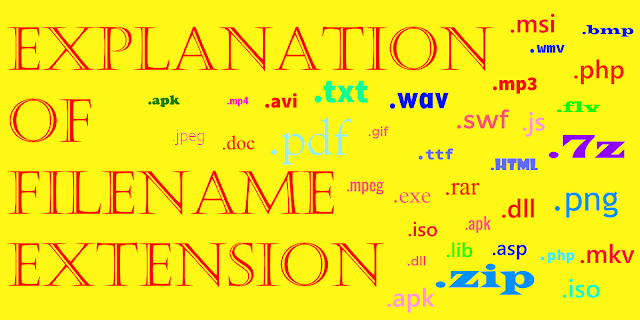 EXPLANATION
OF
FILENAME
EXTENSION
.msi
.bmp
.wmv
.php
.mp3
.apk
.mp4
.avi
.txt
.wav
.flv
.swf
.js
.jpeg
.doc
.pdf
.gif
.ttf
.HTML
.7z
.mpeg
.exe
.rar
.dll
.png
.iso
.apk
.dll
.lib
.asp
.php
.mkv
.zip
.apk
.iso